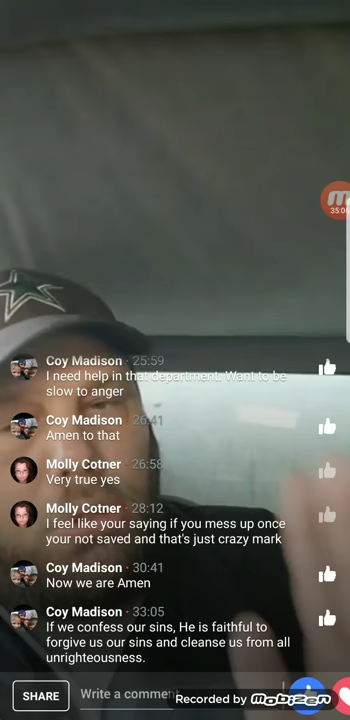 35:00
Coy Madison · 25:59
I need help in that department. Want to be
slow to anger
Coy Madison · 26:41
Amen to that
Molly Cotner · 26:58
Very true yes
Molly Cotner · 28:12
I feel like your saying if you mess up once
your not saved and that's just crazy mark
Coy Madison · 30:41
Now we are Amen
Coy Madison · 33:05
If we confess our sins, He is faithful to
forgive us our sins and cleanse us from all
unrighteousness.
SHARE
Write a comment
Recorded by Mobizen